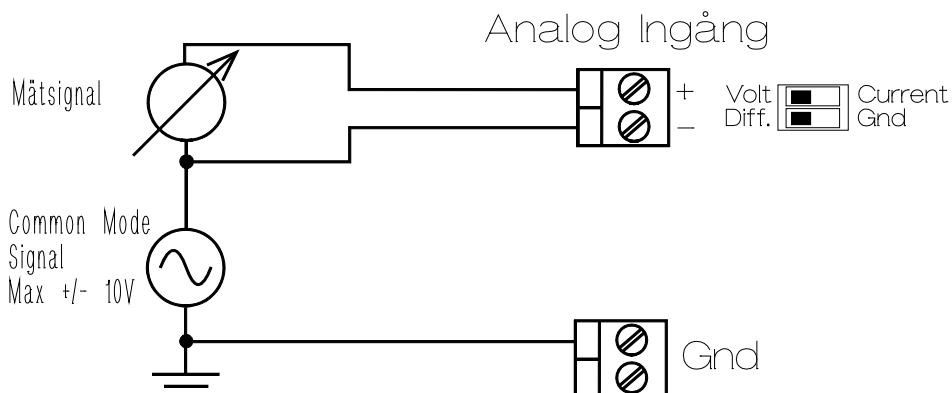 Analog Ingång
Mätsignal
+
−
Volt Current
Diff. Gnd
Common Mode
Signal
Max +/- 10V
Gnd